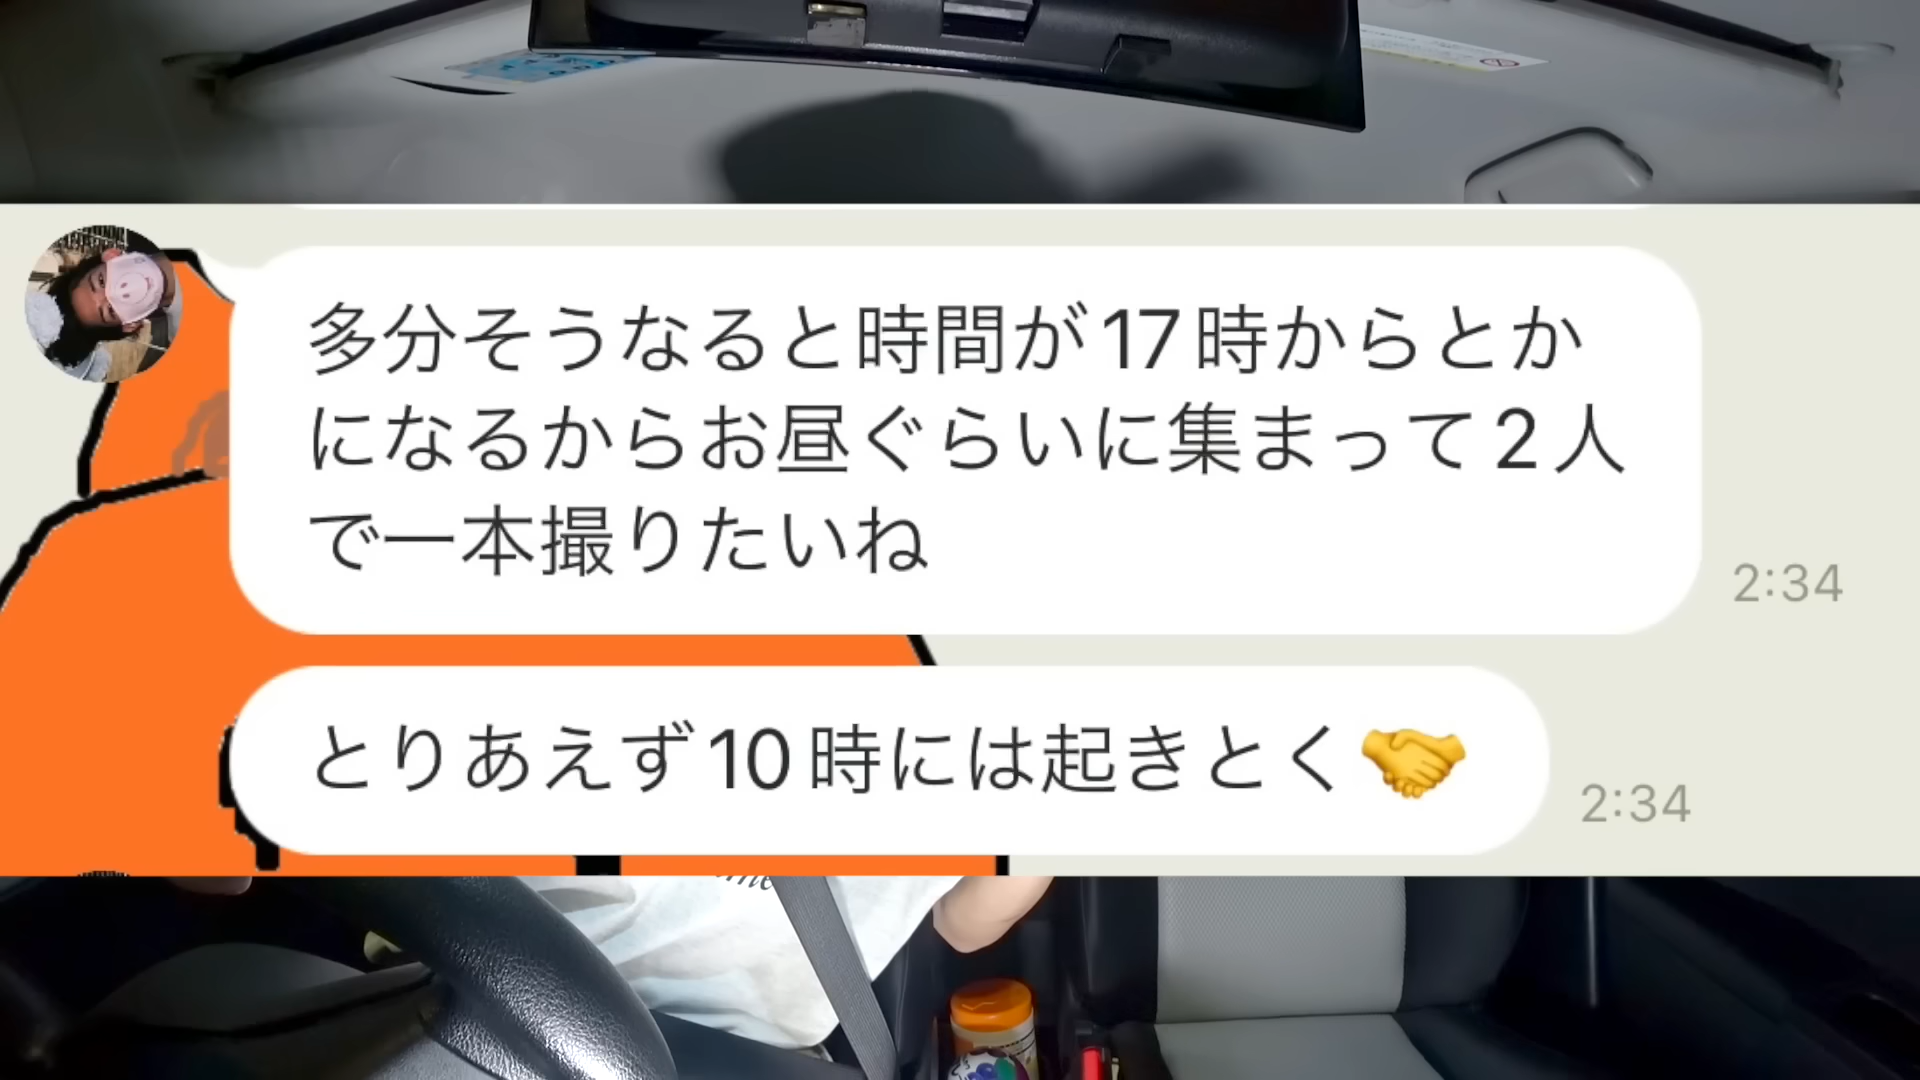 多分そうなると時間が17時からとか
になるからお昼ぐらいに集まって2人
で一本撮りたいね
2:34
とりあえず10時には起きとく🤝
2:34